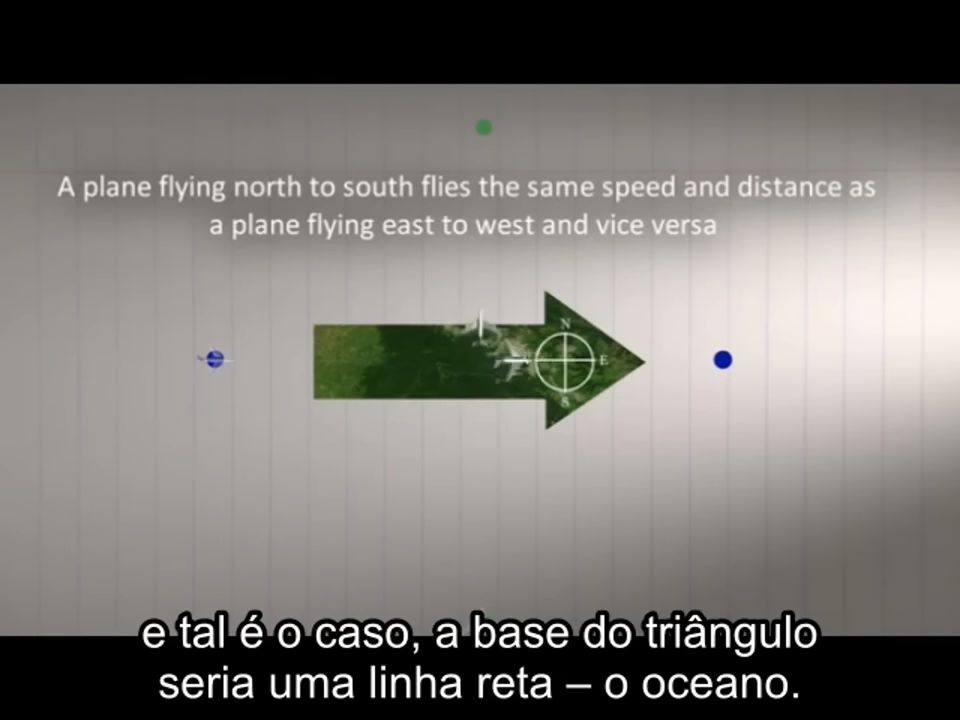 A plane flying north to south flies the same speed and distance as
a plane flying east to west and vice versa
N
E
S
e tal é o caso, a base do triângulo
seria uma linha reta – o oceano.